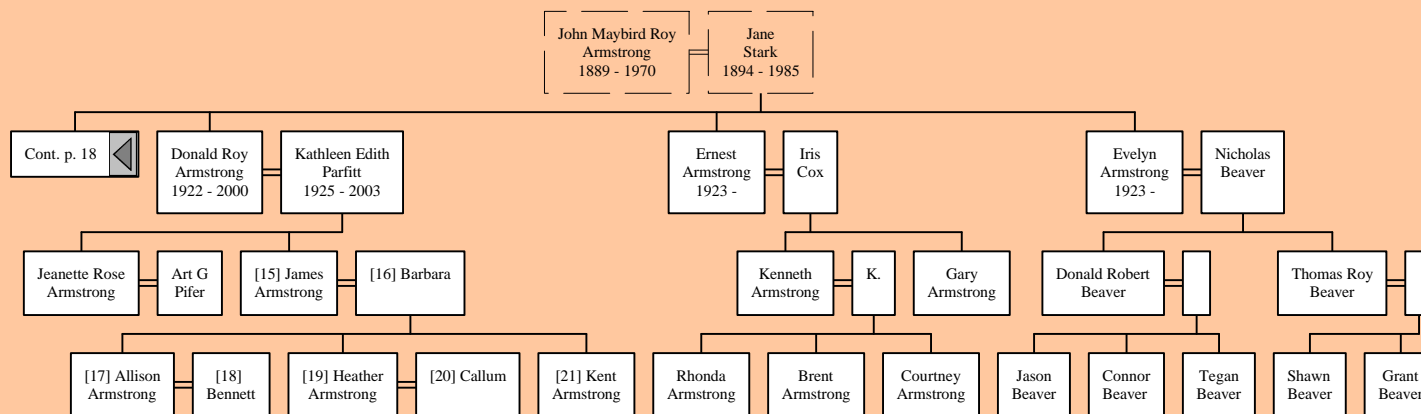 John Maybird Roy
Armstrong
1889 - 1970
Jane
Stark
1894 - 1985
Cont. p. 18
Donald Roy
Armstrong
1922 - 2000
Kathleen Edith
Parfitt
1925 - 2003
Ernest
Armstrong
1923 -
Iris
Cox
Evelyn
Armstrong
1923 -
Nicholas
Beaver
Jeanette Rose
Armstrong
Art G
Pifer
[15] James
Armstrong
[16] Barbara
Kenneth
Armstrong
K.
Gary
Armstrong
Donald Robert
Beaver
Thomas Roy
Beaver
[17] Allison
Armstrong
[18]
Bennett
[19] Heather
Armstrong
[20] Callum
[21] Kent
Armstrong
Rhonda
Armstrong
Brent
Armstrong
Courtney
Armstrong
Jason
Beaver
Connor
Beaver
Tegan
Beaver
Shawn
Beaver
Grant
Beaver